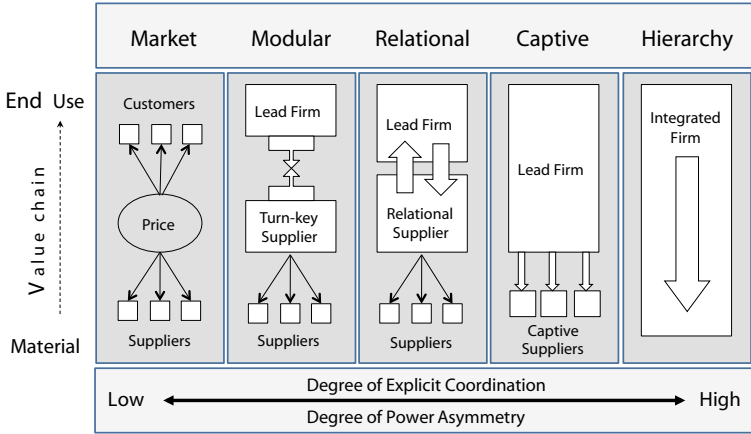 Market
Modular
Relational
Captive
Hierarchy
End Use
Value chain
Material
Customers
Price
Suppliers
Lead Firm
Turn-key
Supplier
Suppliers
Lead Firm
Relational
Supplier
Suppliers
Lead Firm
Captive
Suppliers
Integrated
Firm
Degree of Explicit Coordination
Low
High
Degree of Power Asymmetry